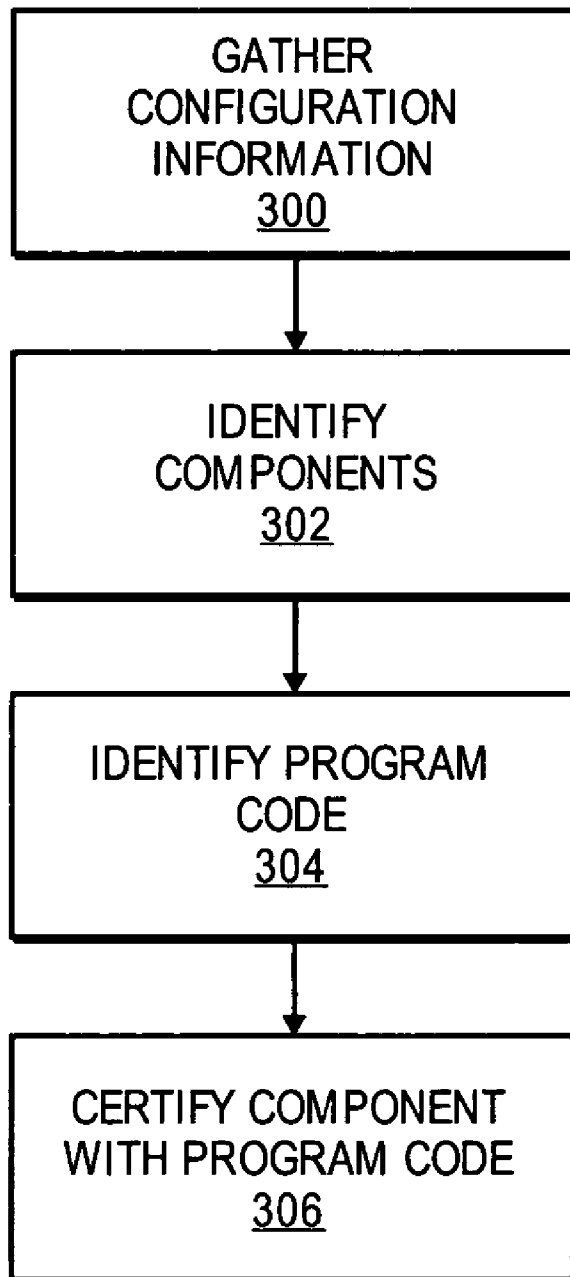 GATHER
CONFIGURATION
INFORMATION
300
IDENTIFY
COMPONENTS
302
IDENTIFY PROGRAM
CODE
304
CERTIFY COMPONENT
WITH PROGRAM CODE
306